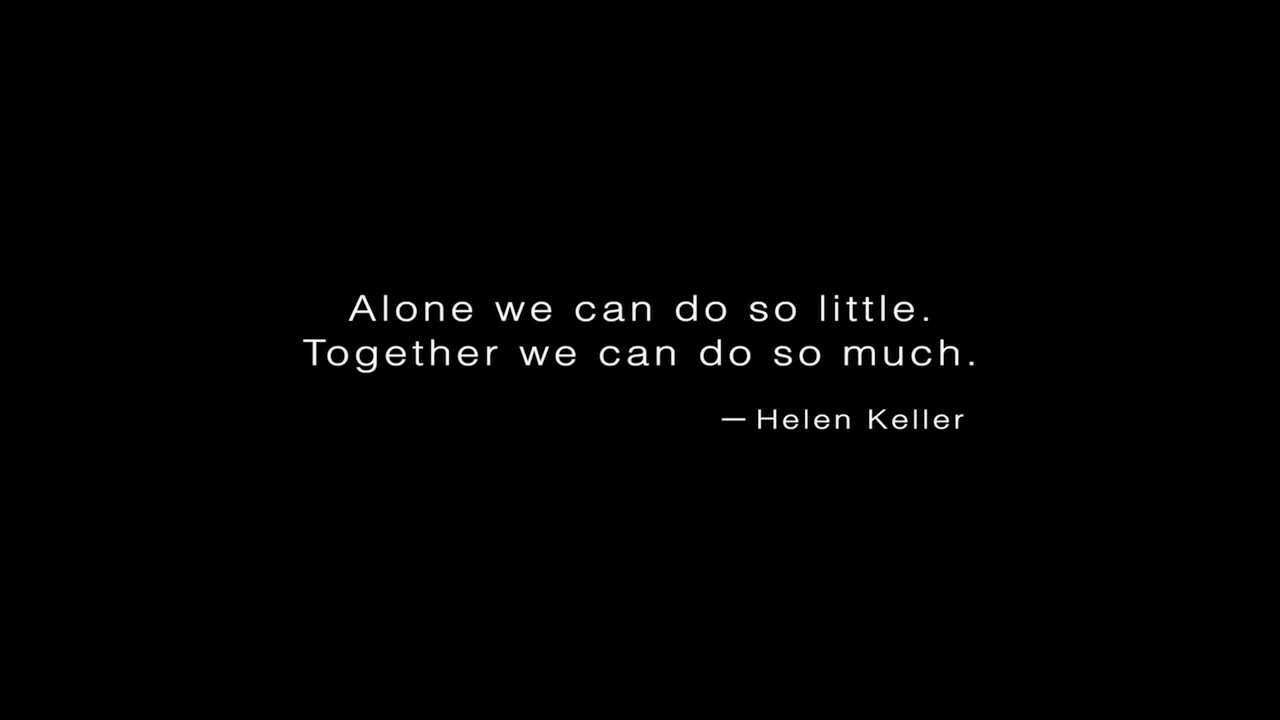 Alone we can do so little.
Together we can do so much.
— Helen Keller